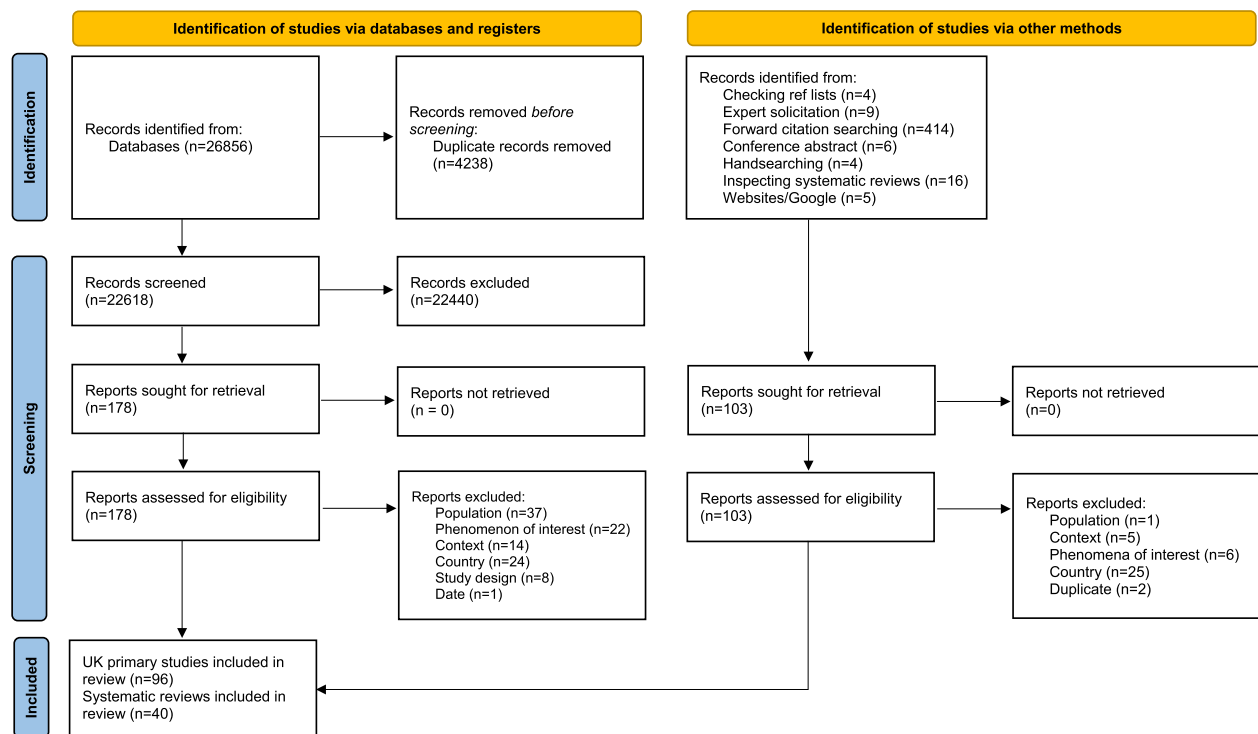 Identification of studies via databases and registers
Identification of studies via other methods
Identification
Records identified from:
Databases (n=26856)
Records removed before
screening:
Duplicate records removed
(n=4238)
Records identified from:
Checking ref lists (n=4)
Expert solicitation (n=9)
Forward citation searching (n=414)
Conference abstract (n=6)
Handsearching (n=4)
Inspecting systematic reviews (n=16)
Websites/Google (n=5)
Screening
Records screened
(n=22618)
Records excluded
(n=22440)
Reports sought for retrieval
(n=178)
Reports not retrieved
(n = 0)
Reports sought for retrieval
(n=103)
Reports not retrieved
(n=0)
Reports assessed for eligibility
(n=178)
Reports excluded:
Population (n=37)
Phenomenon of interest (n=22)
Context (n=14)
Country (n=24)
Study design (n=8)
Date (n=1)
Reports assessed for eligibility
(n=103)
Reports excluded:
Population (n=1)
Context (n=5)
Phenomena of interest (n=6)
Country (n=25)
Duplicate (n=2)
Included
UK primary studies included in
review (n=96)
Systematic reviews included in
review (n=40)